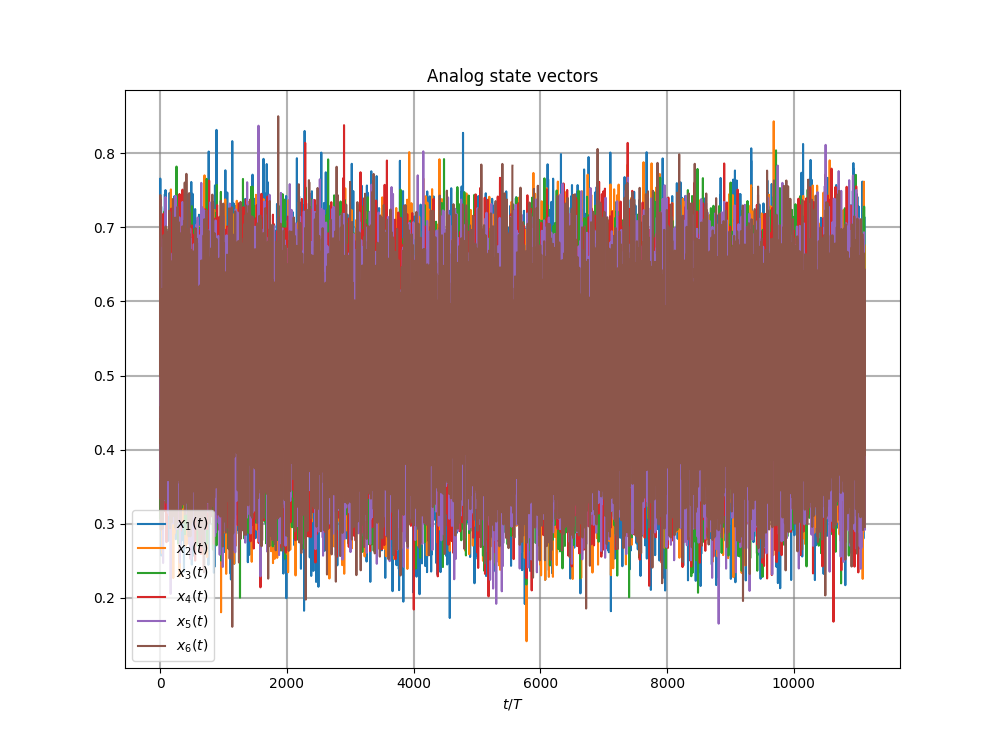 Analog state vectors
0.8
0.7
0.6
0.5
0.4
0.3
0.2
x₁(t)
x₂(t)
x₃(t)
x₄(t)
x₅(t)
x₆(t)
0 2000 4000 6000 8000 10000
t/T